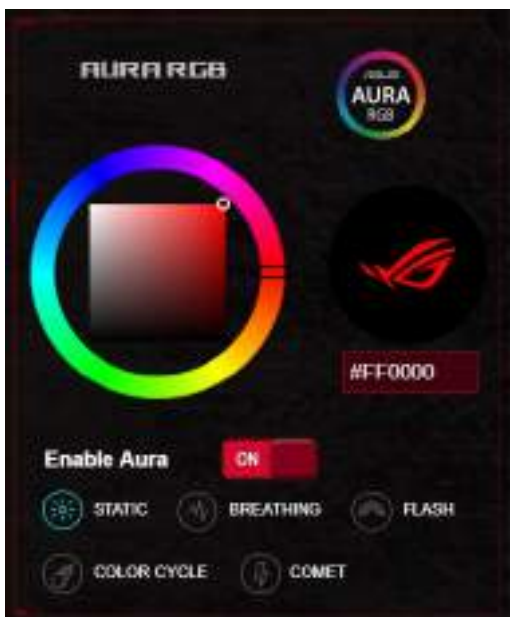 AURA RGB
ASUS
AURA
RGB
#FF0000
Enable Aura ON
STATIC BREATHING FLASH
COLOR CYCLE COMET